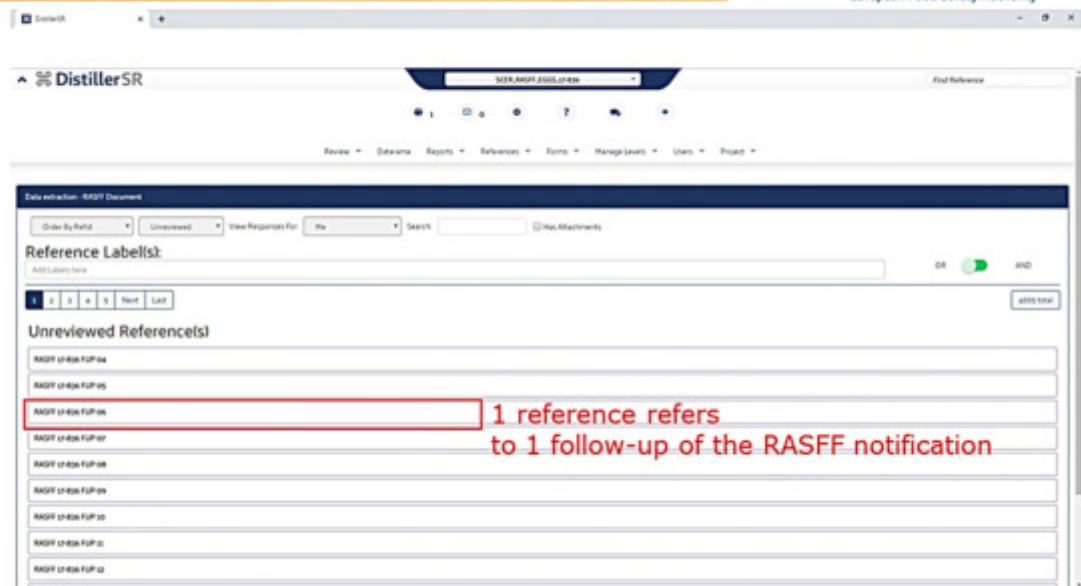 DistillerSR
DistillerSR
Find Reference
1 0 ?
Review Datarama Reports References Forms Manage Levels Users Project
Data extraction - RASFF Document
Order By Refid Unreviewed View Responses For Me Search Has Attachments
Reference Label(s):
Add Labels here
OR AND
1 2 3 4 5 Next Last
Unreviewed Reference(s)
RASFF 17-836 FUP 04
RASFF 17-836 FUP 05
RASFF 17-836 FUP 06
1 reference refers
to 1 follow-up of the RASFF notification
RASFF 17-836 FUP 07
RASFF 17-836 FUP 08
RASFF 17-836 FUP 09
RASFF 17-836 FUP 10
RASFF 17-836 FUP 11
RASFF 17-836 FUP 12